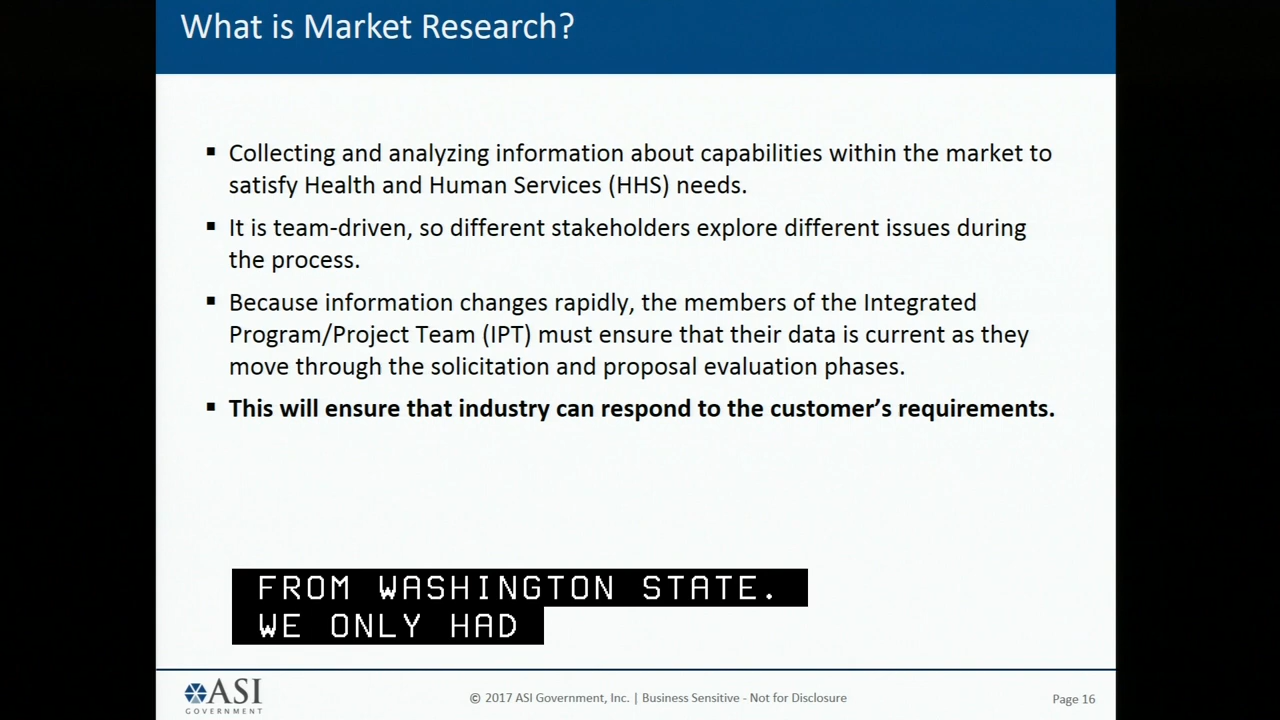 What is Market Research?
▪ Collecting and analyzing information about capabilities within the market to
satisfy Health and Human Services (HHS) needs.
▪ It is team-driven, so different stakeholders explore different issues during
the process.
▪ Because information changes rapidly, the members of the Integrated
Program/Project Team (IPT) must ensure that their data is current as they
move through the solicitation and proposal evaluation phases.
▪ This will ensure that industry can respond to the customer’s requirements.
FROM WASHINGTON STATE.
WE ONLY HAD
ASI
GOVERNMENT
© 2017 ASI Government, Inc. | Business Sensitive - Not for Disclosure
Page 16